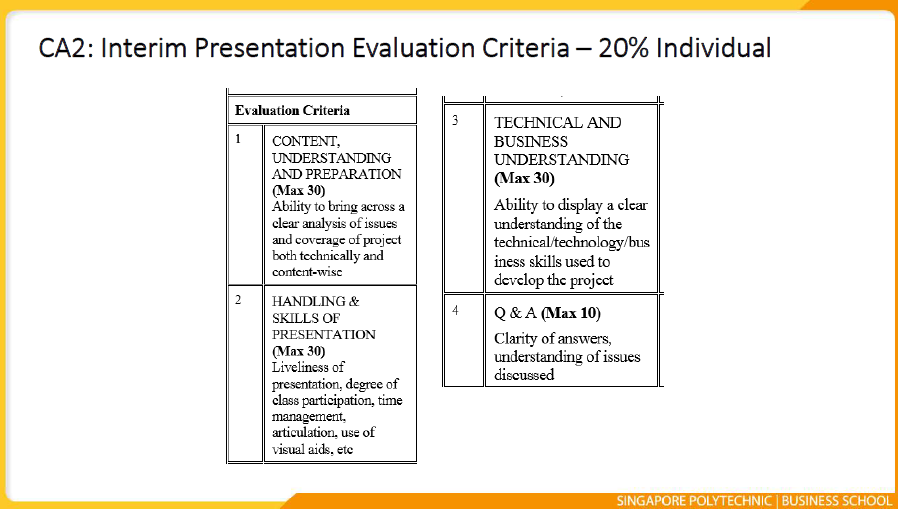 CA2: Interim Presentation Evaluation Criteria – 20% Individual
Evaluation Criteria
1
CONTENT,
UNDERSTANDING
AND PREPARATION
(Max 30)
Ability to bring across a
clear analysis of issues
and coverage of project
both technically and
content-wise
2
HANDLING &
SKILLS OF
PRESENTATION
(Max 30)
Liveliness of
presentation, degree of
class participation, time
management,
articulation, use of
visual aids, etc
3
TECHNICAL AND
BUSINESS
UNDERSTANDING
(Max 30)
Ability to display a clear
understanding of the
technical/technology/bus
iness skills used to
develop the project
4
Q & A (Max 10)
Clarity of answers,
understanding of issues
discussed
SINGAPORE POLYTECHNIC | BUSINESS SCHOOL